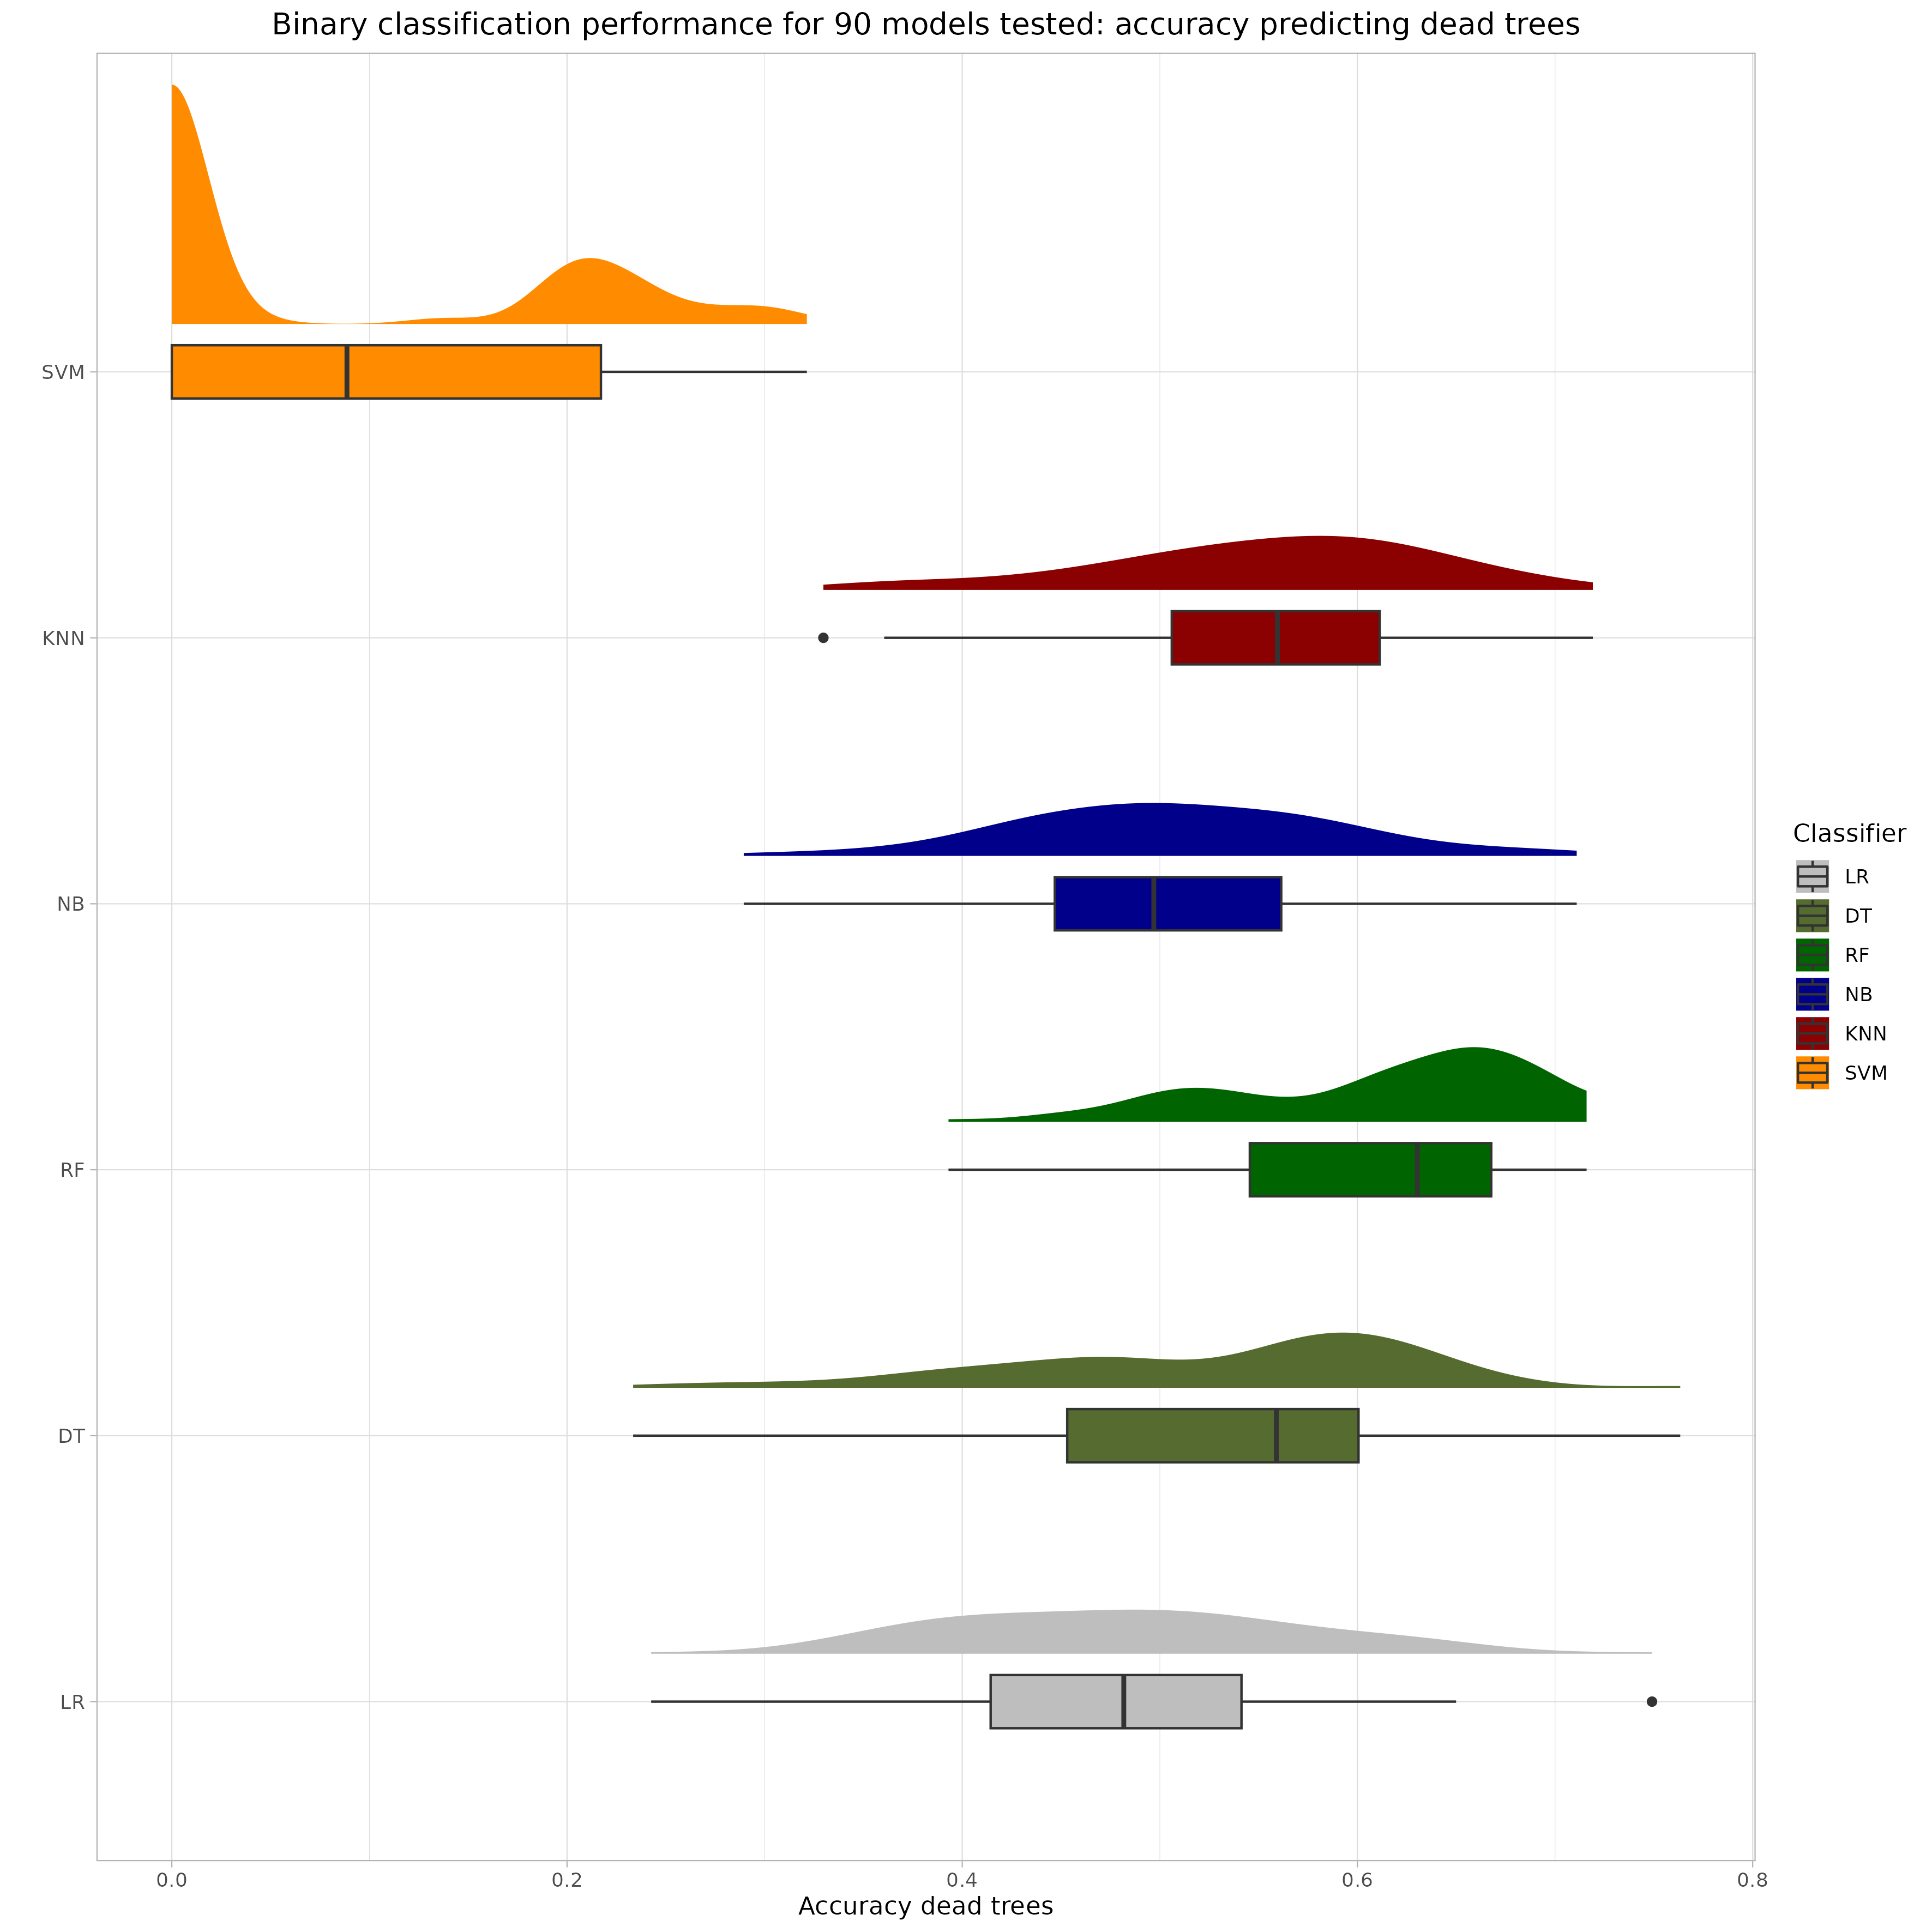 Binary classification performance for 90 models tested: accuracy predicting dead trees
SVM
KNN
NB
RF
DT
LR
0.0
0.2
0.4
0.6
0.8
Accuracy dead trees
Classifier
LR
DT
RF
NB
KNN
SVM